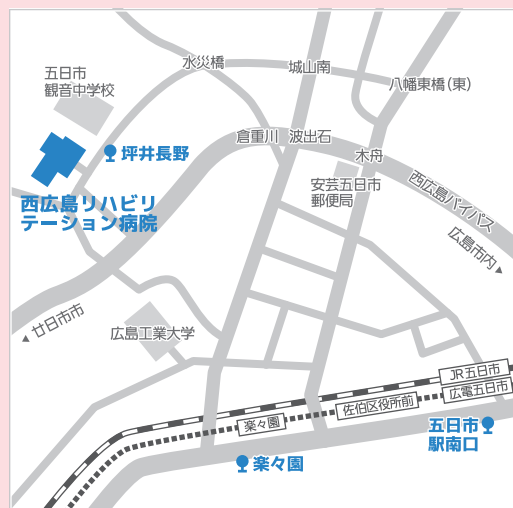 水災橋
城山南
五日市
観音中学校
八幡東橋(東)
倉重川
波出石
坪井長野
木舟
安芸五日市
郵便局
西広島バイパス
西広島リハビリ
テーション病院
広島市内▲
▲廿日市市
広島工業大学
JR五日市
広電五日市
佐伯区役所前
楽々園
五日市
駅南口
楽々園